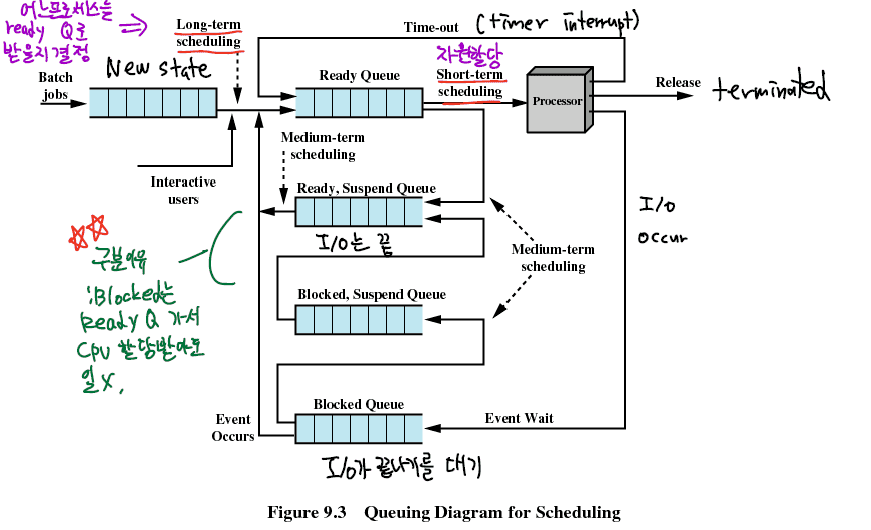 어느프로세스를
ready Q로
받을지결정
Long-term
scheduling
Time-out
(timer interrupt)
자원할당
Short-term
scheduling
Batch
jobs
New state
Ready Queue
Processor
Release
terminated
Medium-term
scheduling
Interactive
users
Ready, Suspend Queue
I/O는 끝
I/O
occur
Medium-term
scheduling
구분이유
:Blocked는
Ready Q 가서
CPU 할당받아도
일X,
Blocked, Suspend Queue
Blocked Queue
Event
Occurs
Event Wait
I/O가 끝나기를 대기
Figure 9.3 Queuing Diagram for Scheduling